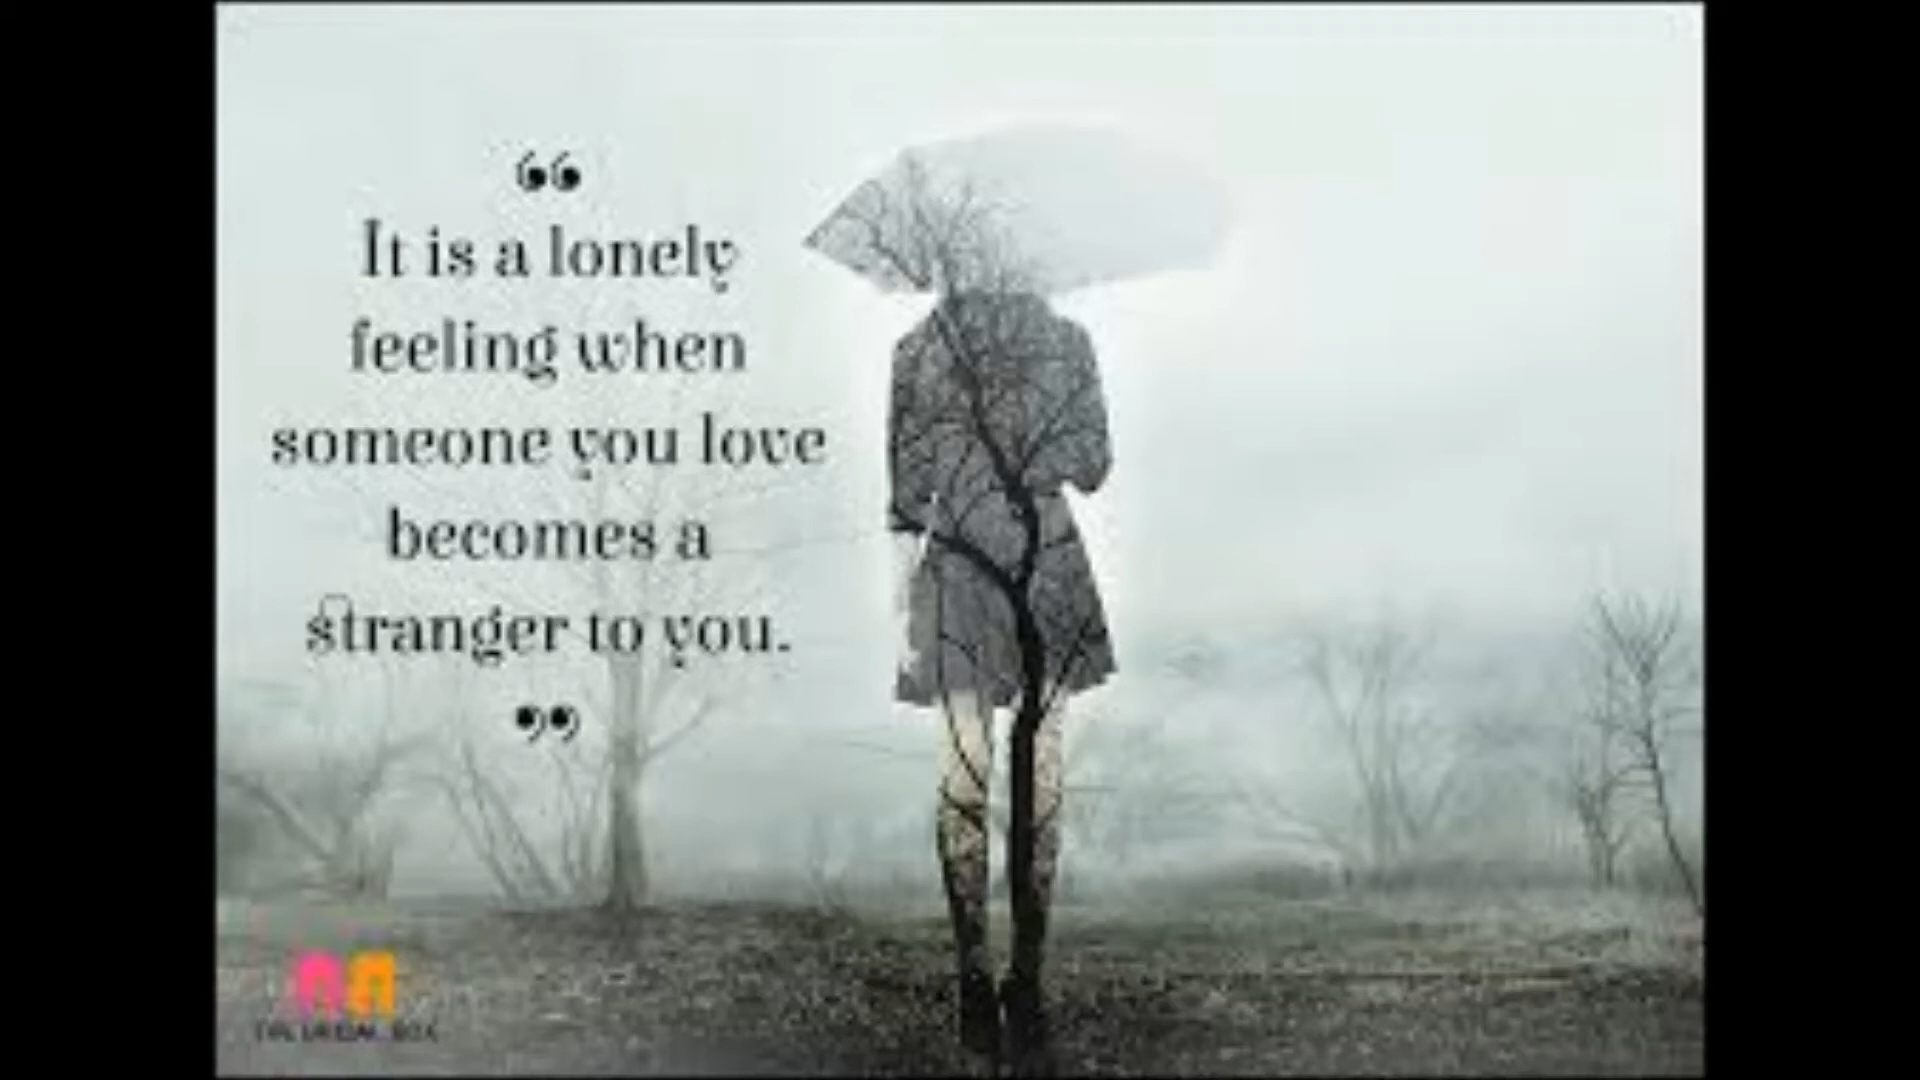 “
It is a lonely
feeling when
someone you love
becomes a
stranger to you.
”